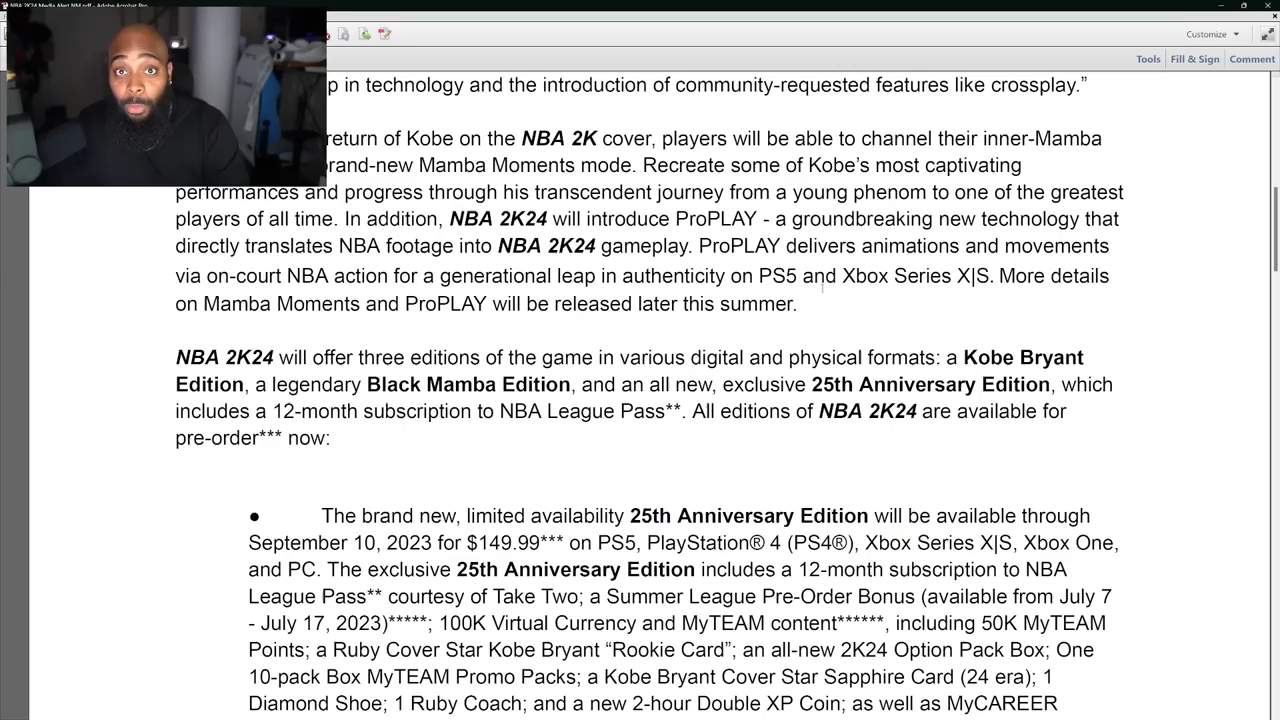 NBA 2K24 Media Alert NM.pdf - Adobe Acrobat Pro
Customize
Tools Fill & Sign Comment
p in technology and the introduction of community-requested features like crossplay.”
return of Kobe on the NBA 2K cover, players will be able to channel their inner-Mamba
brand-new Mamba Moments mode. Recreate some of Kobe’s most captivating
performances and progress through his transcendent journey from a young phenom to one of the greatest
players of all time. In addition, NBA 2K24 will introduce ProPLAY - a groundbreaking new technology that
directly translates NBA footage into NBA 2K24 gameplay. ProPLAY delivers animations and movements
via on-court NBA action for a generational leap in authenticity on PS5 and Xbox Series X|S. More details
on Mamba Moments and ProPLAY will be released later this summer.
NBA 2K24 will offer three editions of the game in various digital and physical formats: a Kobe Bryant
Edition, a legendary Black Mamba Edition, and an all new, exclusive 25th Anniversary Edition, which
includes a 12-month subscription to NBA League Pass**. All editions of NBA 2K24 are available for
pre-order*** now:
● The brand new, limited availability 25th Anniversary Edition will be available through
September 10, 2023 for $149.99*** on PS5, PlayStation® 4 (PS4®), Xbox Series X|S, Xbox One,
and PC. The exclusive 25th Anniversary Edition includes a 12-month subscription to NBA
League Pass** courtesy of Take Two; a Summer League Pre-Order Bonus (available from July 7
- July 17, 2023)*****; 100K Virtual Currency and MyTEAM content******, including 50K MyTEAM
Points; a Ruby Cover Star Kobe Bryant “Rookie Card”; an all-new 2K24 Option Pack Box; One
10-pack Box MyTEAM Promo Packs; a Kobe Bryant Cover Star Sapphire Card (24 era); 1
Diamond Shoe; 1 Ruby Coach; and a new 2-hour Double XP Coin; as well as MyCAREER